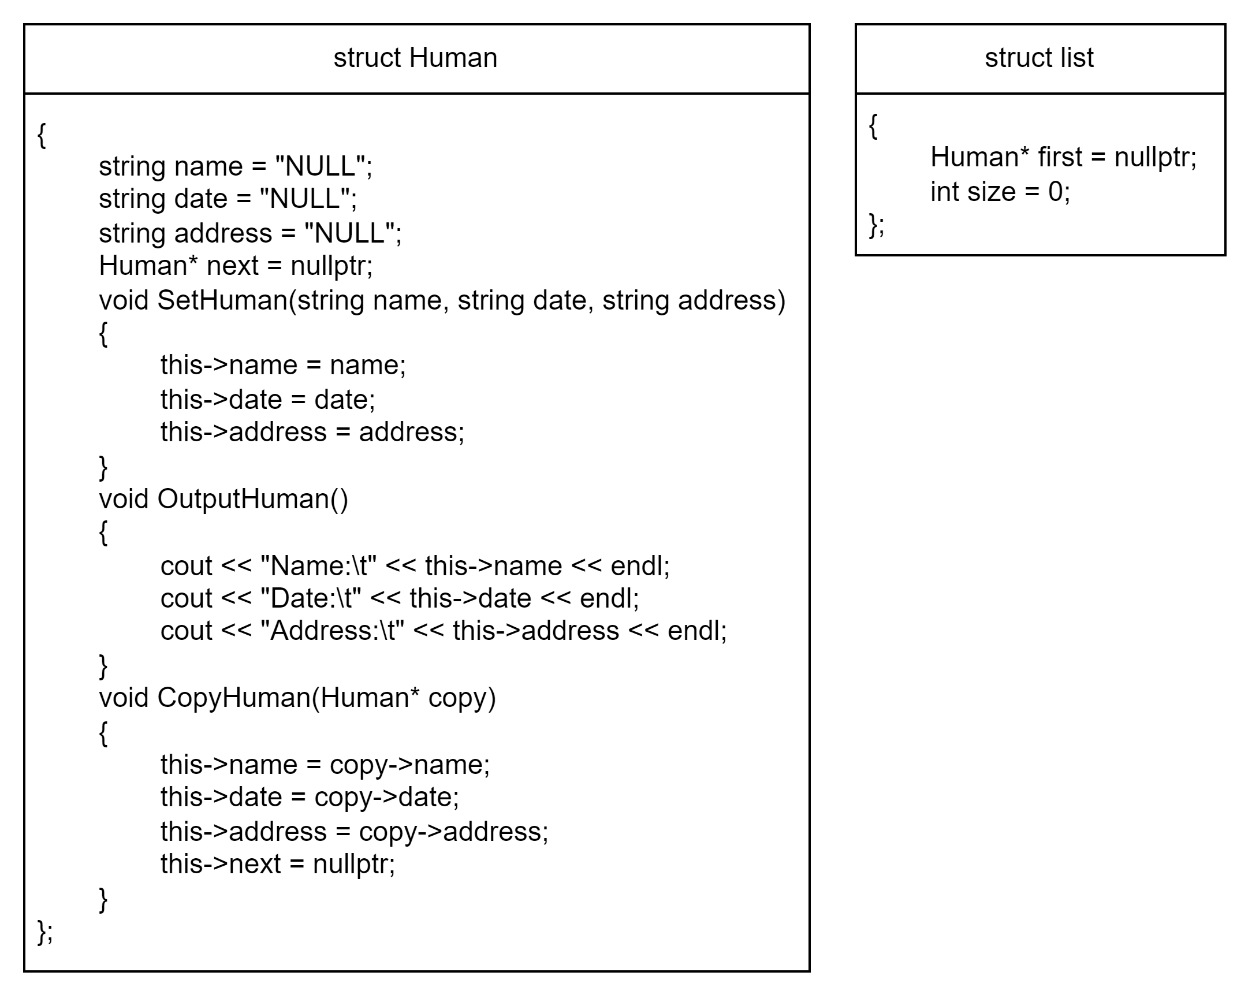 struct Human
{
string name = "NULL";
string date = "NULL";
string address = "NULL";
Human* next = nullptr;
void SetHuman(string name, string date, string address)
{
this->name = name;
this->date = date;
this->address = address;
}
void OutputHuman()
{
cout << "Name:\t" << this->name << endl;
cout << "Date:\t" << this->date << endl;
cout << "Address:\t" << this->address << endl;
}
void CopyHuman(Human* copy)
{
this->name = copy->name;
this->date = copy->date;
this->address = copy->address;
this->next = nullptr;
}
};
struct list
{
Human* first = nullptr;
int size = 0;
};